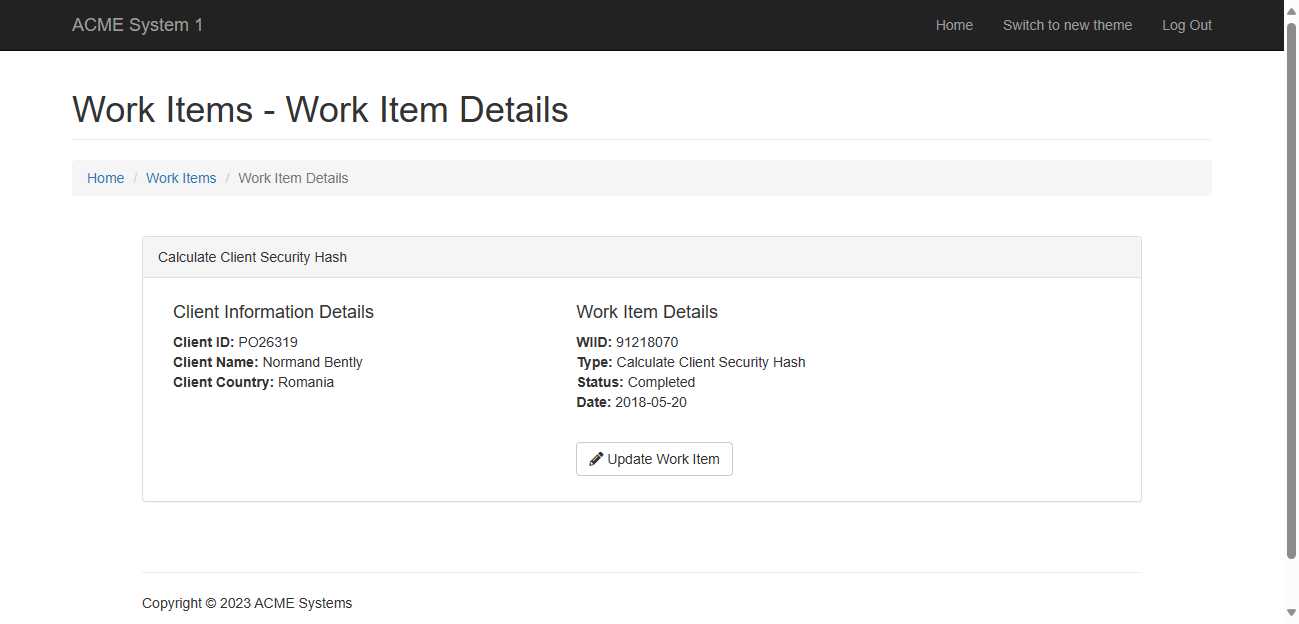 ACME System 1
Home
Switch to new theme
Log Out
Work Items - Work Item Details
Home / Work Items / Work Item Details
Calculate Client Security Hash
Client Information Details
Client ID: PO26319
Client Name: Normand Bently
Client Country: Romania
Work Item Details
WIID: 91218070
Type: Calculate Client Security Hash
Status: Completed
Date: 2018-05-20
Update Work Item
Copyright © 2023 ACME Systems